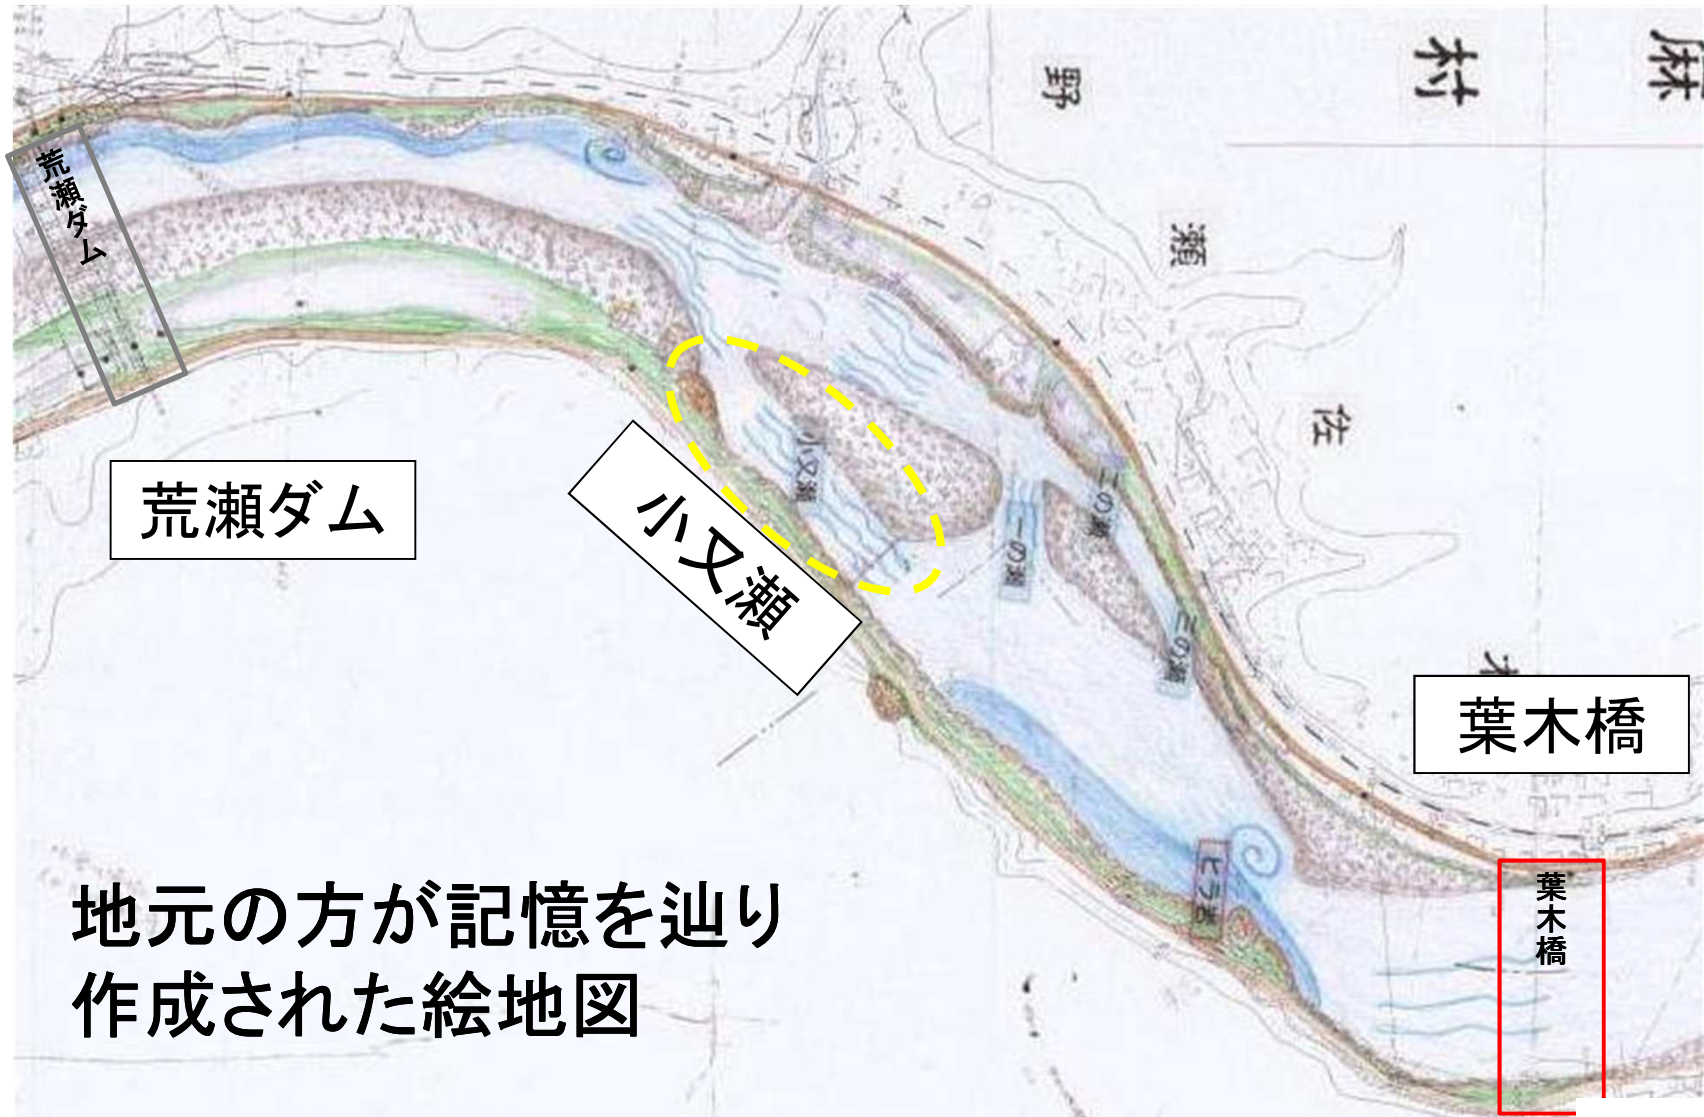 麻
村
野
瀬
佐
荒瀬ダム
荒瀬ダム
小又瀬
小又瀬
一の瀬
二の瀬
三の瀬
葉木橋
ヒラ岩
葉木橋
地元の方が記憶を辿り
作成された絵地図